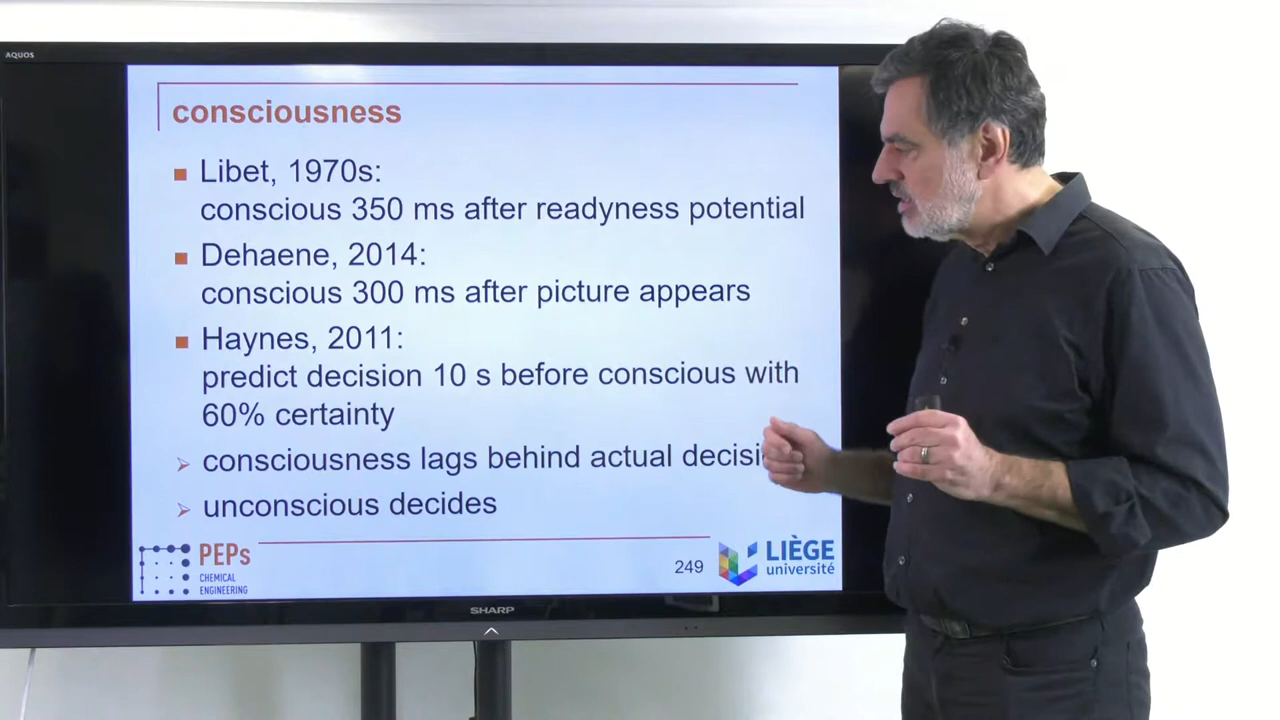 AQUOS
consciousness
Libet, 1970s:
conscious 350 ms after readyness potential
Dehaene, 2014:
conscious 300 ms after picture appears
Haynes, 2011:
predict decision 10 s before conscious with
60% certainty
consciousness lags behind actual
unconscious decides
PEPs
CHEMICAL
ENGINEERING
249
LIÈGE
université
SHARP